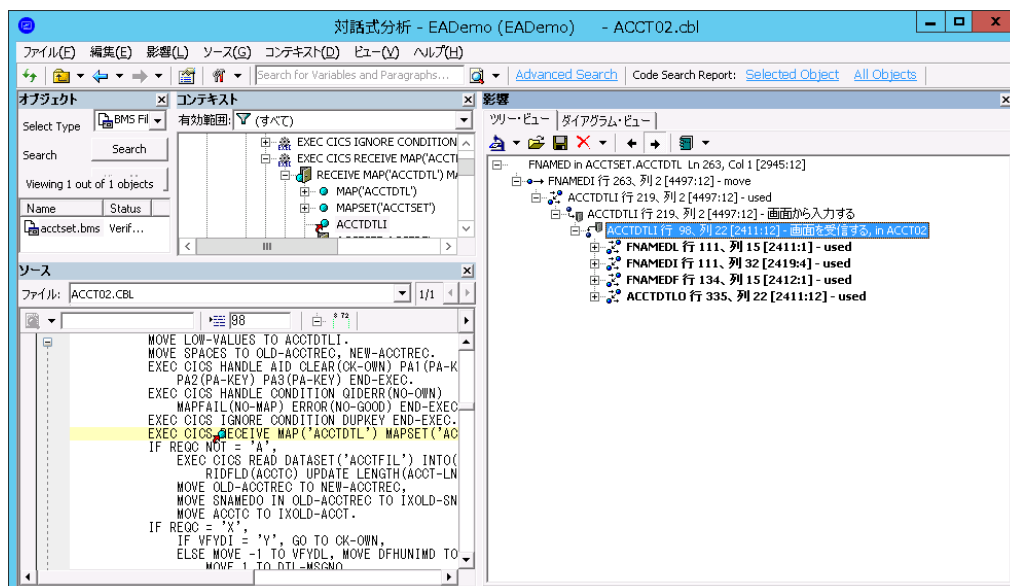 対話式分析 - EADemo (EADemo) - ACCT02.cbl
ファイル(F) 編集(E) 影響(L) ソース(G) コンテキスト(D) ビュー(V) ヘルプ(H)
Search for Variables and Paragraphs... Advanced Search Code Search Report: Selected Object All Objects
オブジェクト
Select Type BMS Fil
Search Search
Viewing 1 out of 1 objects
Name Status
acctset.bms Verif...
コンテキスト
有効範囲: (すべて)
EXEC CICS IGNORE CONDITION
EXEC CICS RECEIVE MAP('ACCTI
RECEIVE MAP('ACCTDTL') M
MAP('ACCTDTL')
MAPSET('ACCTSET')
ACCTDTLI
ソース
ファイル: ACCT02.CBL 1/1
98
MOVE LOW-VALUES TO ACCTDTLI.
MOVE SPACES TO OLD-ACCTREC, NEW-ACCTREC.
EXEC CICS HANDLE AID CLEAR(CK-OWN) PA1(PA-K
PA2(PA-KEY) PA3(PA-KEY) END-EXEC.
EXEC CICS HANDLE CONDITION QIDERR(NO-OWN)
MAPFAIL(NO-MAP) ERROR(NO-GOOD) END-EXEC
EXEC CICS IGNORE CONDITION DUPKEY END-EXEC.
EXEC CICS RECEIVE MAP('ACCTDTL') MAPSET('AC
IF REQC NOT = 'A',
EXEC CICS READ DATASET('ACCTFIL') INTO(
RIDFLD(ACCTC) UPDATE LENGTH(ACCT-LN
MOVE OLD-ACCTREC TO NEW-ACCTREC,
MOVE SNAMEDO IN OLD-ACCTREC TO IXOLD-SN
MOVE ACCTC TO IXOLD-ACCT.
IF REQC = 'X',
IF VFYDI = 'Y', GO TO CK-OWN,
ELSE MOVE -1 TO VFYDL, MOVE DFHUNIMD TO
MOVE 1 TO DTL-MSGNO
影響
ツリー・ビュー ダイアグラム・ビュー
FNAMED in ACCTSET.ACCTDTL Ln 263, Col 1 [2945:12]
FNAMEDI 行 263、列 2 [4497:12] - move
ACCTDTLI 行 219、列 2 [4497:12] - used
ACCTDTLI 行 219、列 2 [4497:12] - 画面から入力する
ACCTDTLI 行 98、列 22 [2411:12] - 画面を受信する, in ACCT02
FNAMEDL 行 111、列 15 [2411:1] - used
FNAMEDI 行 111、列 32 [2419:4] - used
FNAMEDF 行 134、列 15 [2412:1] - used
ACCTDTLO 行 335、列 22 [2411:12] - used